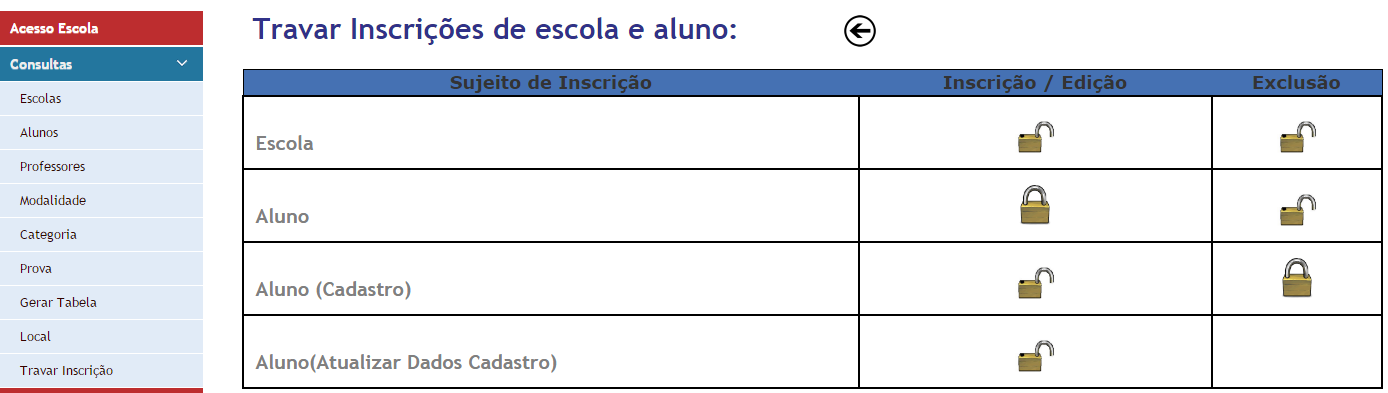 Acesso Escola
Consultas
Escolas
Alunos
Professores
Modalidade
Categoria
Prova
Gerar Tabela
Local
Travar Inscrição
Travar Inscrições de escola e aluno:
Sujeito de Inscrição Inscrição / Edição Exclusão
Escola
Aluno
Aluno (Cadastro)
Aluno(Atualizar Dados Cadastro)